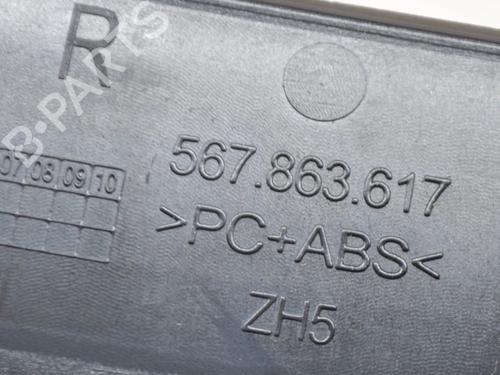 R
567.863.617
07 08 09 10
>PC+ABS<
ZH5
B-PARTS